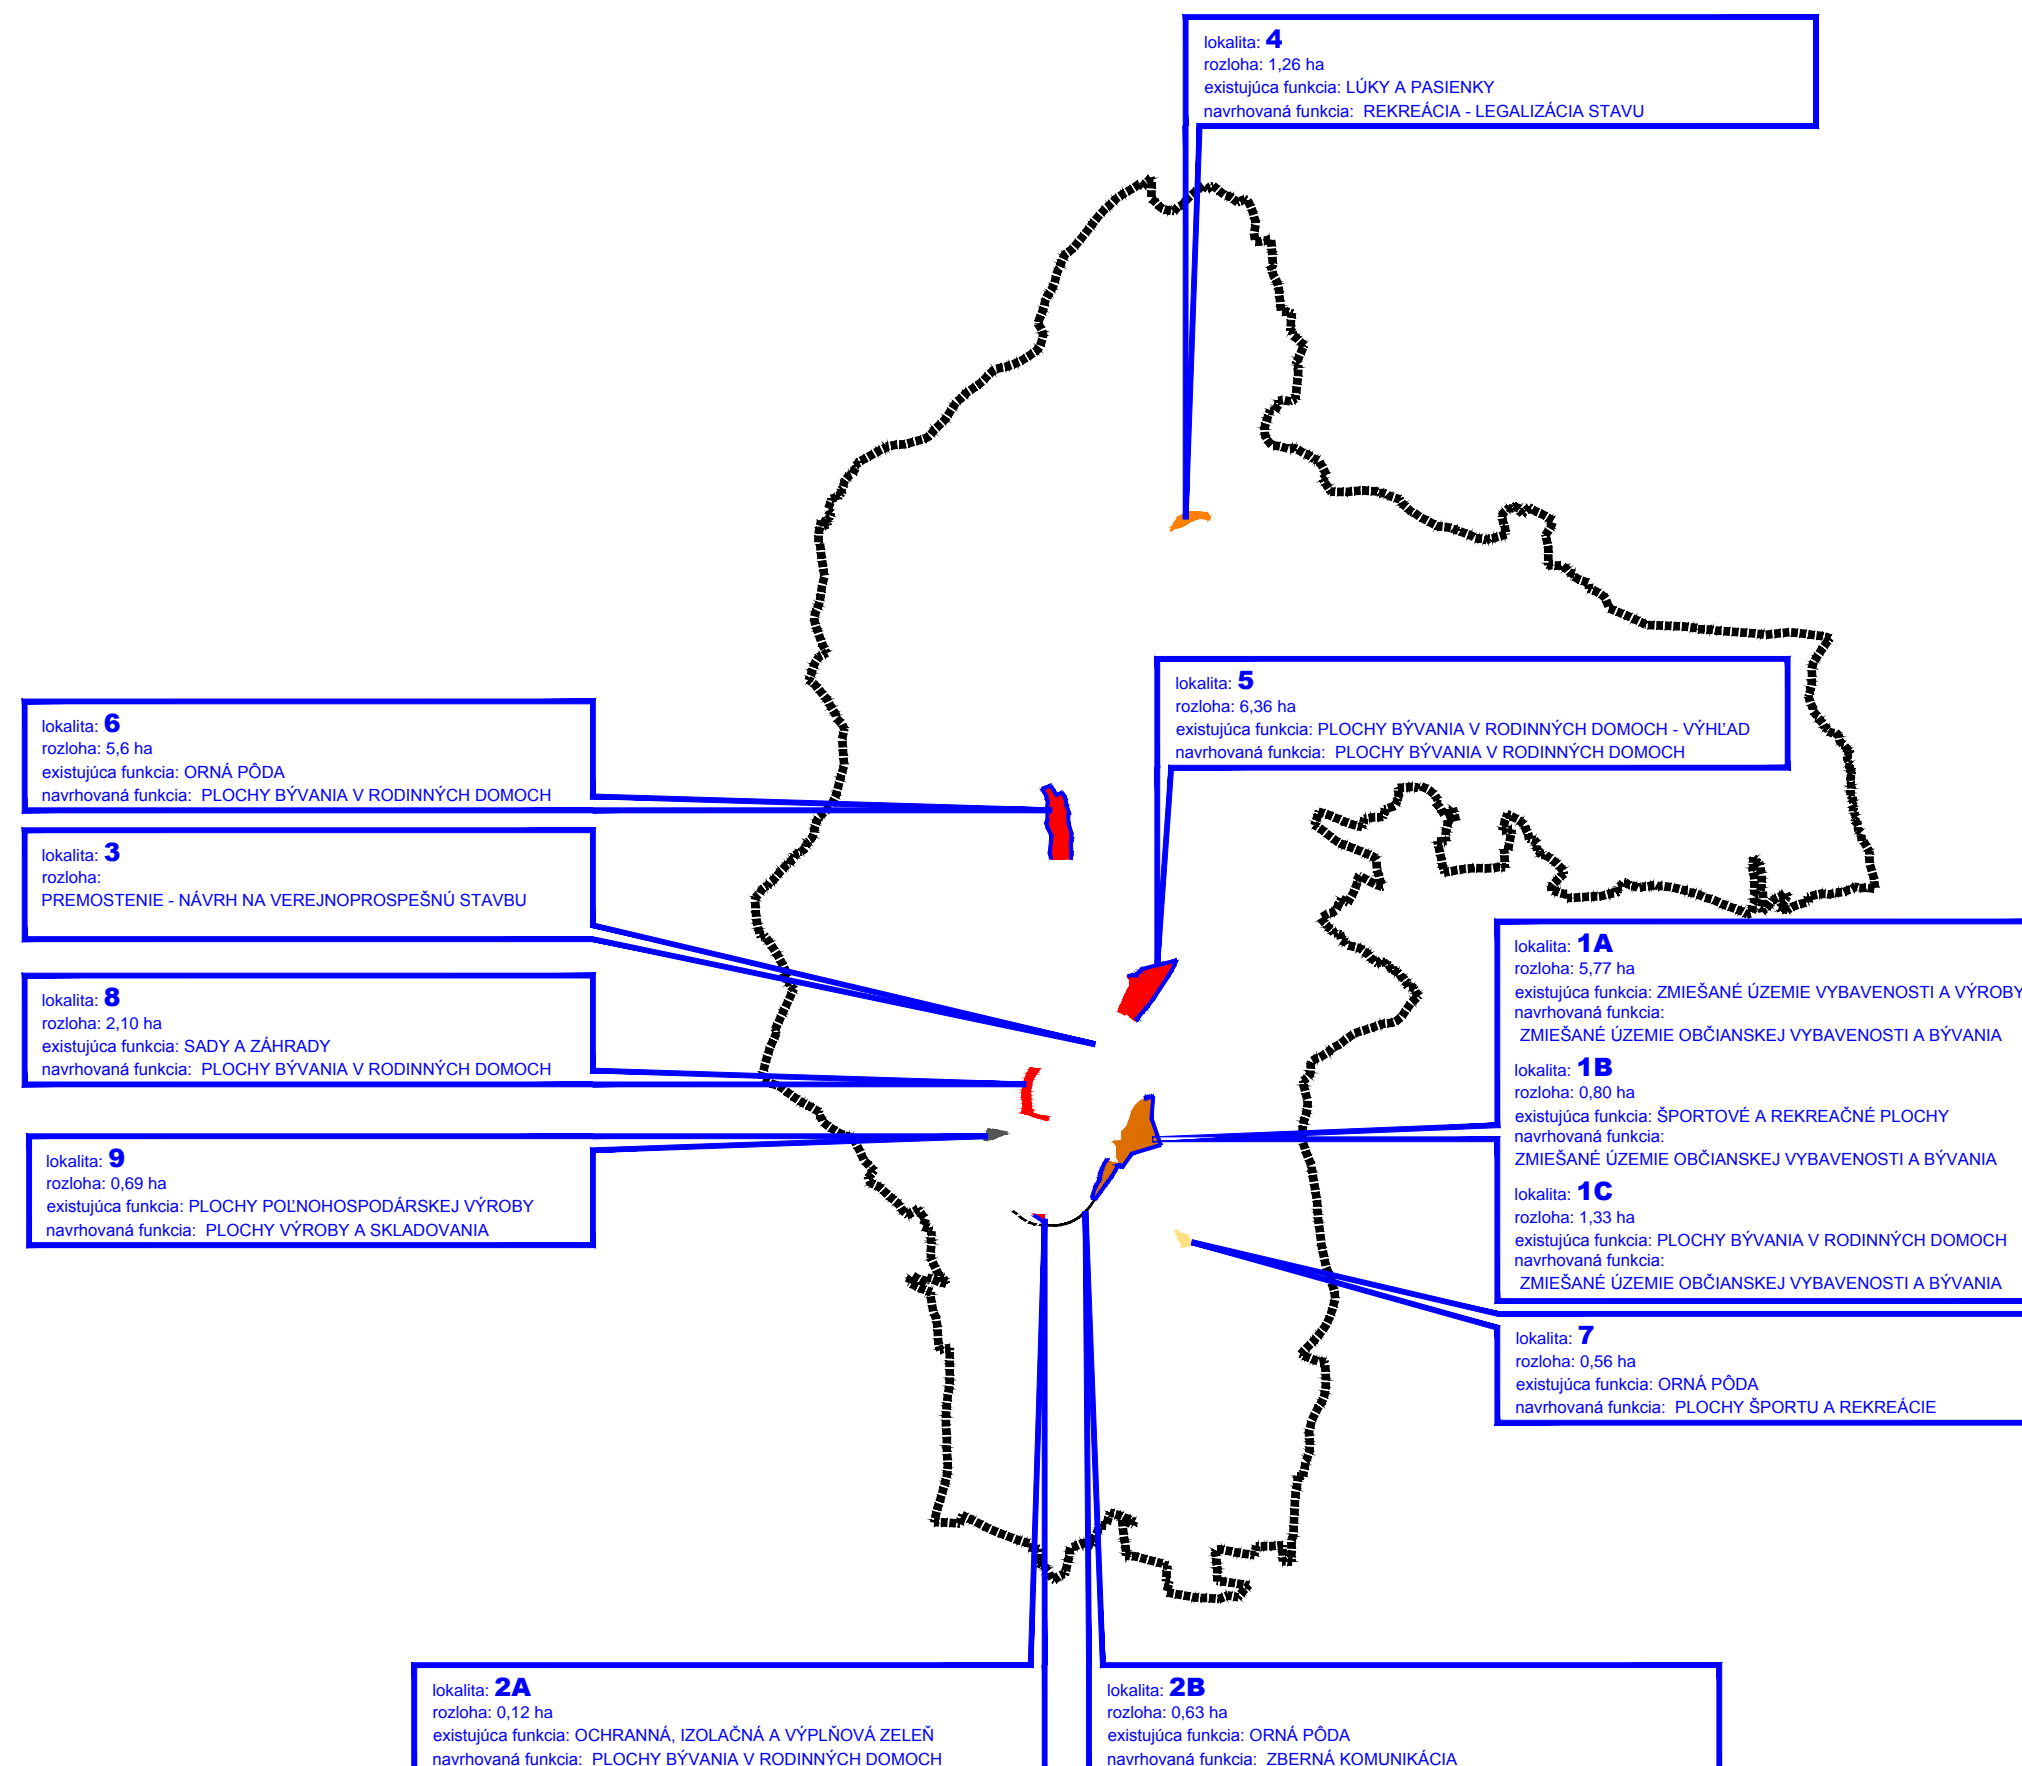 lokalita: 4
rozloha: 1,26 ha
existujúca funkcia: LÚKY A PASIENKY
navrhovaná funkcia: REKREÁCIA - LEGALIZÁCIA STAVU
lokalita: 5
rozloha: 6,36 ha
existujúca funkcia: PLOCHY BÝVANIA V RODINNÝCH DOMOCH - VÝHĽAD
navrhovaná funkcia: PLOCHY BÝVANIA V RODINNÝCH DOMOCH
lokalita: 6
rozloha: 5,6 ha
existujúca funkcia: ORNÁ PÔDA
navrhovaná funkcia: PLOCHY BÝVANIA V RODINNÝCH DOMOCH
lokalita: 3
rozloha:
PREMOSTENIE - NÁVRH NA VEREJNOPROSPEŠNÚ STAVBU
lokalita: 8
rozloha: 2,10 ha
existujúca funkcia: SADY A ZÁHRADY
navrhovaná funkcia: PLOCHY BÝVANIA V RODINNÝCH DOMOCH
lokalita: 9
rozloha: 0,69 ha
existujúca funkcia: PLOCHY POĽNOHOSPODÁRSKEJ VÝROBY
navrhovaná funkcia: PLOCHY VÝROBY A SKLADOVANIA
lokalita: 1A
rozloha: 5,77 ha
existujúca funkcia: ZMIEŠANÉ ÚZEMIE VYBAVENOSTI A VÝROBY
navrhovaná funkcia:
ZMIEŠANÉ ÚZEMIE OBČIANSKEJ VYBAVENOSTI A BÝVANIA
lokalita: 1B
rozloha: 0,80 ha
existujúca funkcia: ŠPORTOVÉ A REKREAČNÉ PLOCHY
navrhovaná funkcia:
ZMIEŠANÉ ÚZEMIE OBČIANSKEJ VYBAVENOSTI A BÝVANIA
lokalita: 1C
rozloha: 1,33 ha
existujúca funkcia: PLOCHY BÝVANIA V RODINNÝCH DOMOCH
navrhovaná funkcia:
ZMIEŠANÉ ÚZEMIE OBČIANSKEJ VYBAVENOSTI A BÝVANIA
lokalita: 7
rozloha: 0,56 ha
existujúca funkcia: ORNÁ PÔDA
navrhovaná funkcia: PLOCHY ŠPORTU A REKREÁCIE
lokalita: 2A
rozloha: 0,12 ha
existujúca funkcia: OCHRANNÁ, IZOLAČNÁ A VÝPLŇOVÁ ZELEŇ
navrhovaná funkcia: PLOCHY BÝVANIA V RODINNÝCH DOMOCH
lokalita: 2B
rozloha: 0,63 ha
existujúca funkcia: ORNÁ PÔDA
navrhovaná funkcia: ZBERNÁ KOMUNIKÁCIA